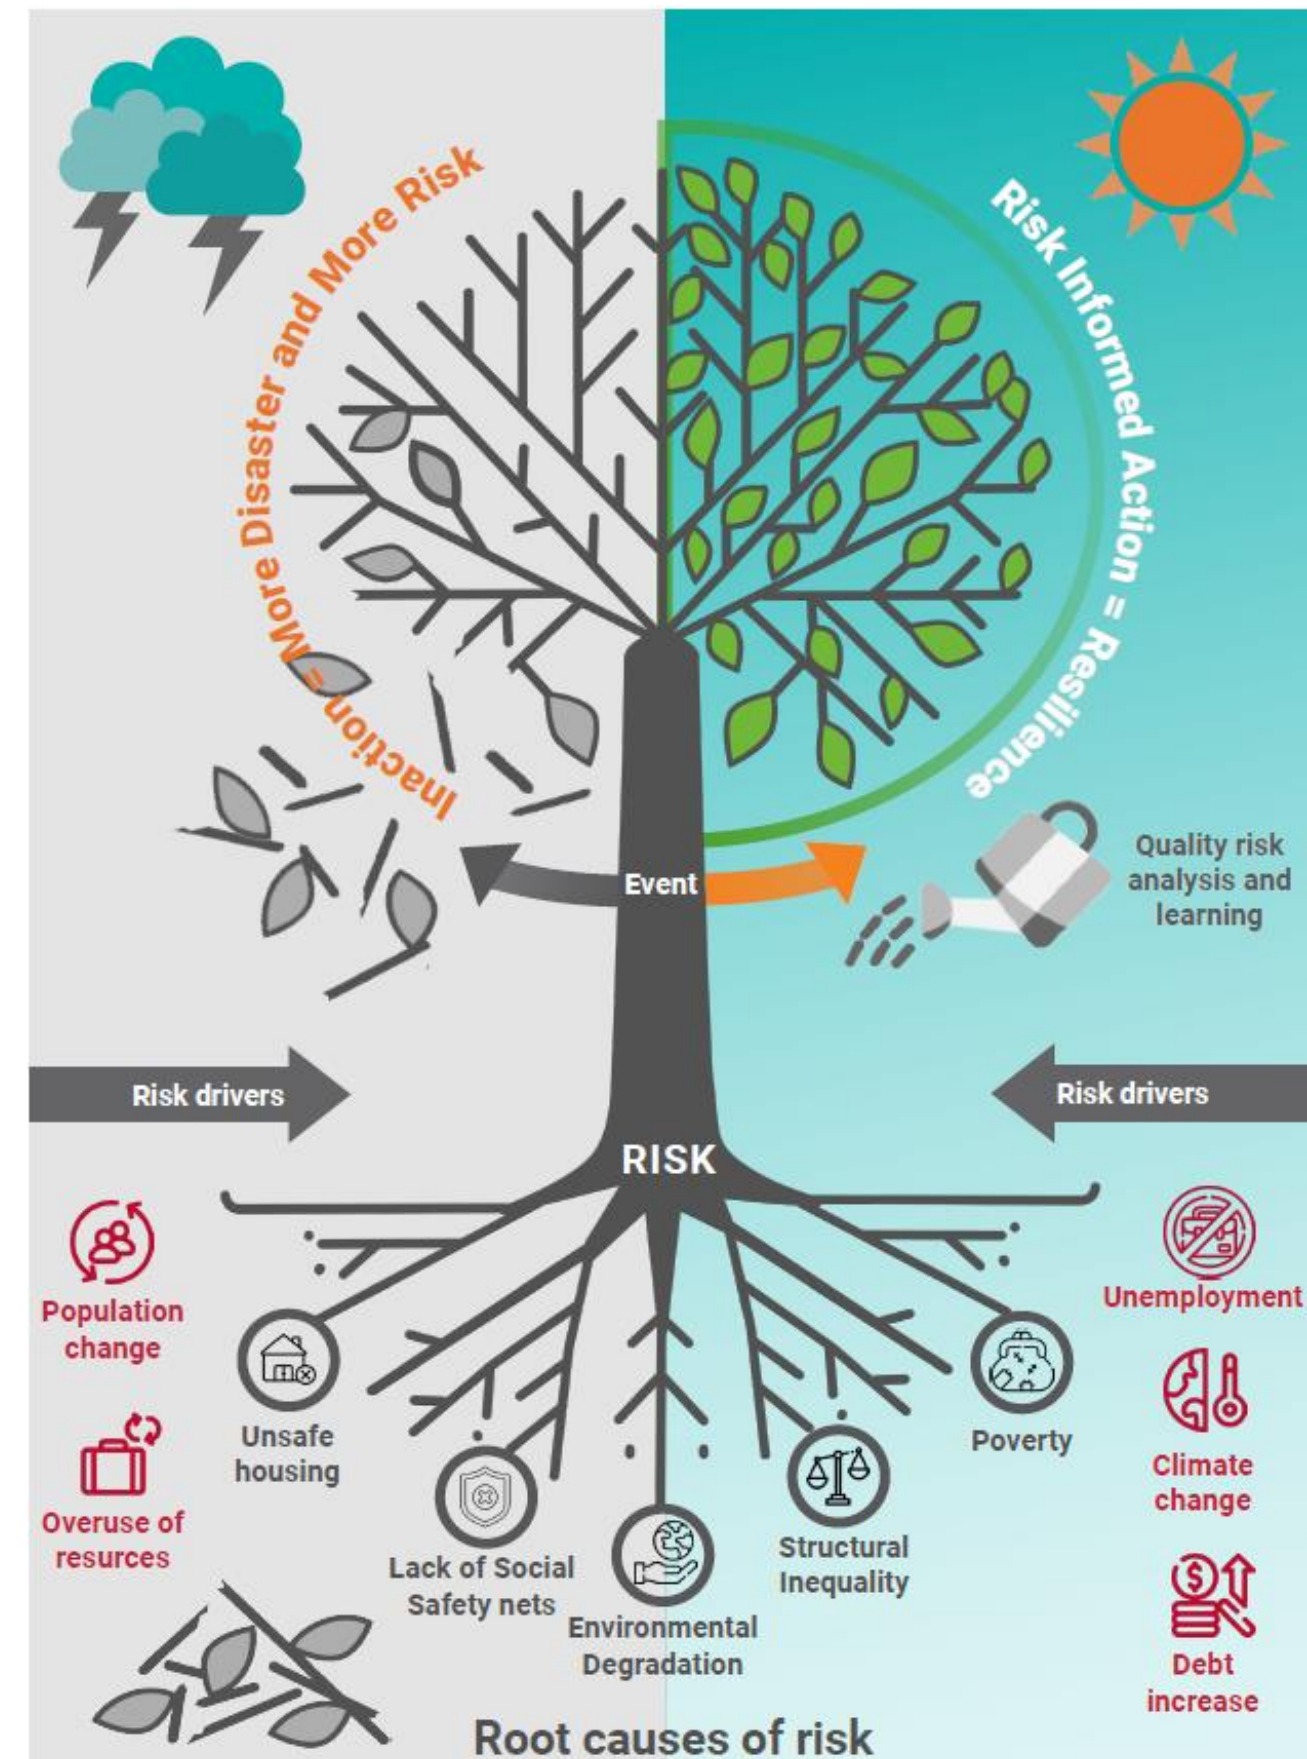 Inaction = More Disaster and More Risk
Risk Informed Action = Resilience
Quality risk
analysis and
learning
Event
Risk drivers
Risk drivers
RISK
Population
change
Unemployment
Unsafe
housing
Poverty
Climate
change
Overuse of
resurces
Lack of Social
Safety nets
Structural
Inequality
Environmental
Degradation
Debt
increase
Root causes of risk